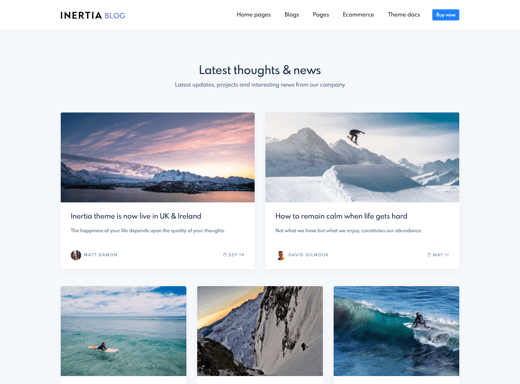 INERTIA BLOG
Home pages Blogs Pages Ecommerce Theme docs Buy now
Latest thoughts & news
Latest updates, projects and interesting news from our company
Inertia theme is now live in UK & Ireland
The happiness of your life depends upon the quality of your thoughts.
MATT DAMON SEP 19
How to remain calm when life gets hard
Not what we have but what we enjoy, constitutes our abundance.
DAVID GILMOUR MAY 11